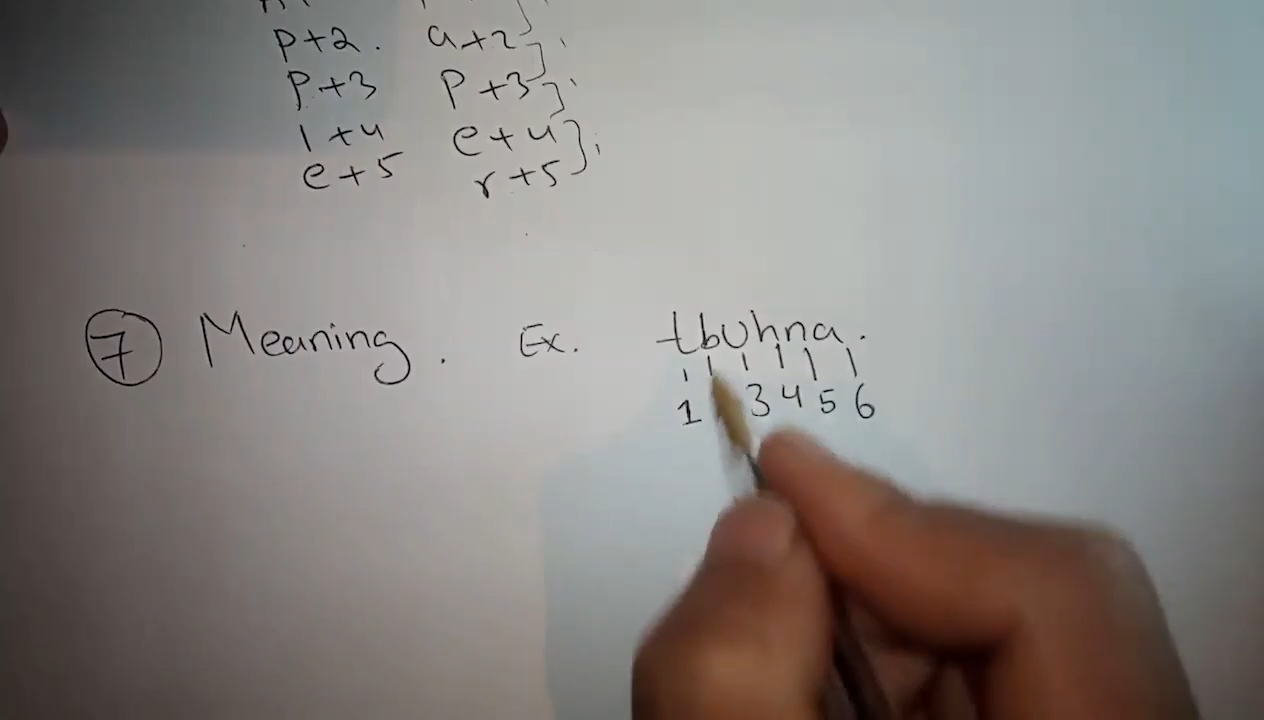 p+2. a+2};
p+3 p+3};
l+4 e+4};
e+5 r+5
⑦ Meaning. Ex. tbuhna.
1 3 4 5 6